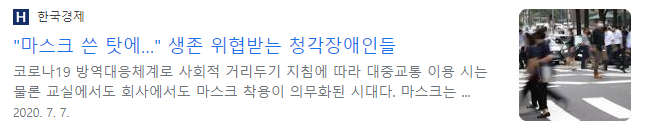 H 한국경제
"마스크 쓴 탓에..." 생존 위협받는 청각장애인들
코로나19 방역대응체계로 사회적 거리두기 지침에 따라 대중교통 이용 시는
물론 교실에서도 회사에서도 마스크 착용이 의무화된 시대다. 마스크는 ...
2020. 7. 7.